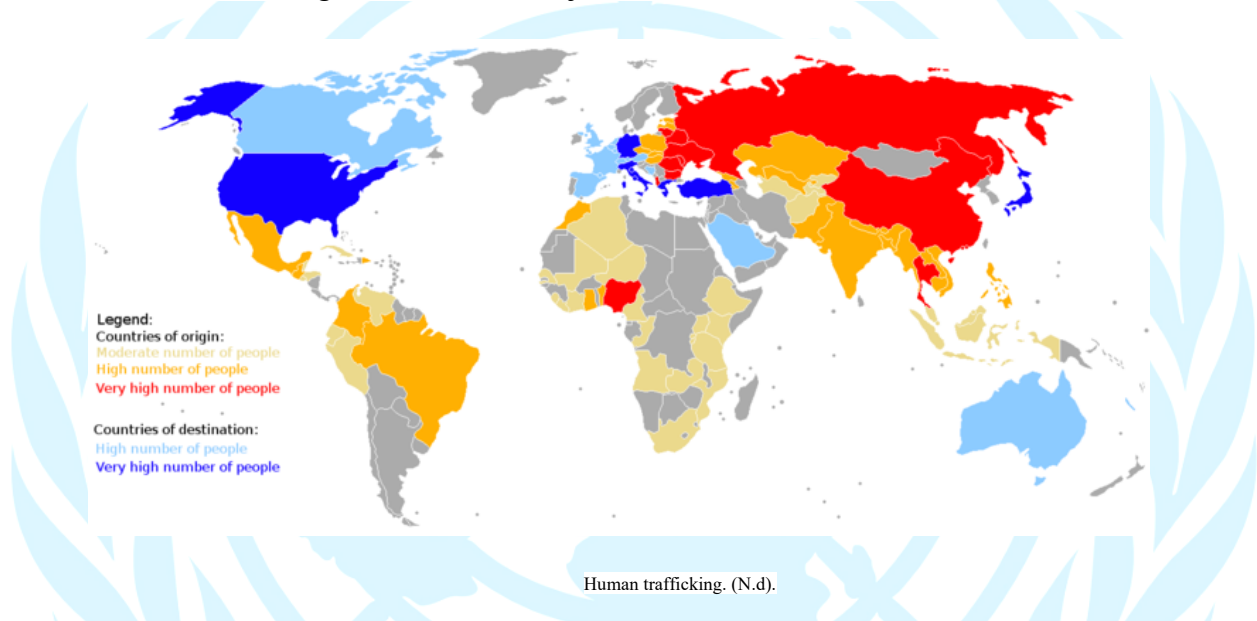 Legend:
Countries of origin:
Moderate number of people
High number of people
Very high number of people
Countries of destination:
High number of people
Very high number of people
Human trafficking. (N.d).